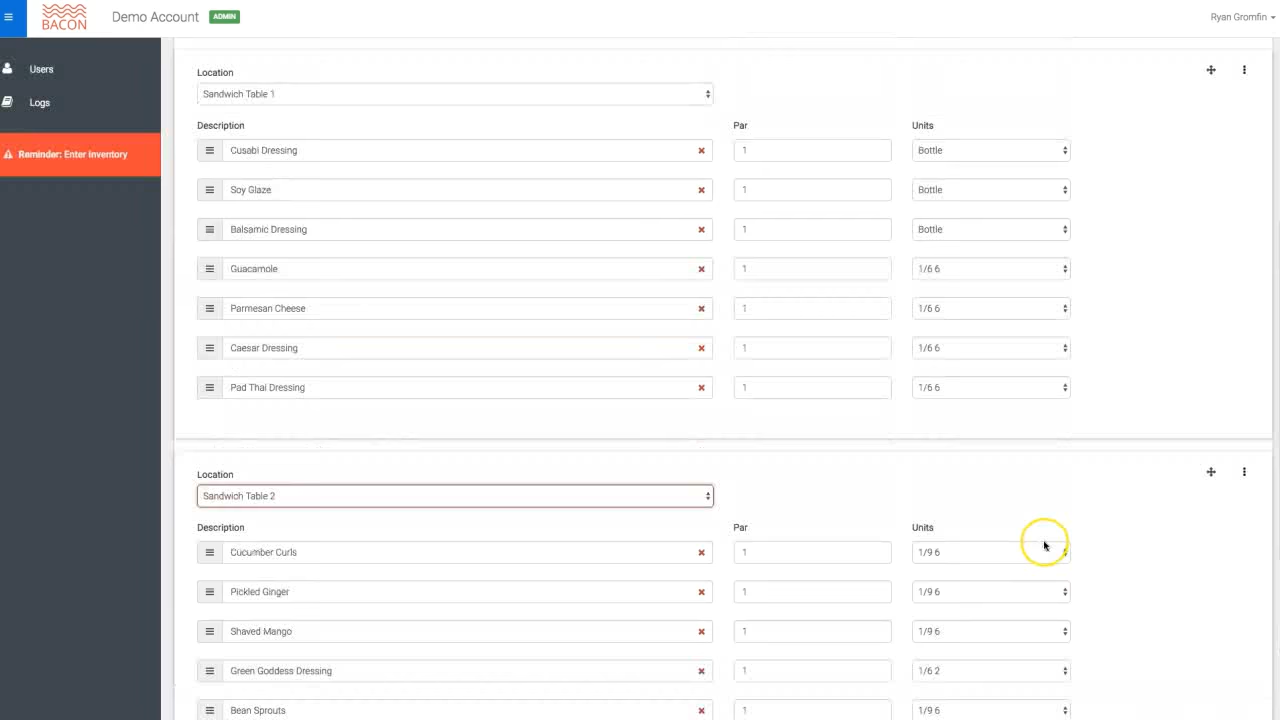 BACON
Demo Account ADMIN
Ryan Gromfin
Users
Logs
Reminder: Enter Inventory
Location
Sandwich Table 1
Description Par Units
Cusabi Dressing 1 Bottle
Soy Glaze 1 Bottle
Balsamic Dressing 1 Bottle
Guacamole 1 1/6 6
Parmesan Cheese 1 1/6 6
Caesar Dressing 1 1/6 6
Pad Thai Dressing 1 1/6 6
Location
Sandwich Table 2
Description Par Units
Cucumber Curls 1 1/9 6
Pickled Ginger 1 1/9 6
Shaved Mango 1 1/9 6
Green Goddess Dressing 1 1/6 2
Bean Sprouts 1 1/9 6